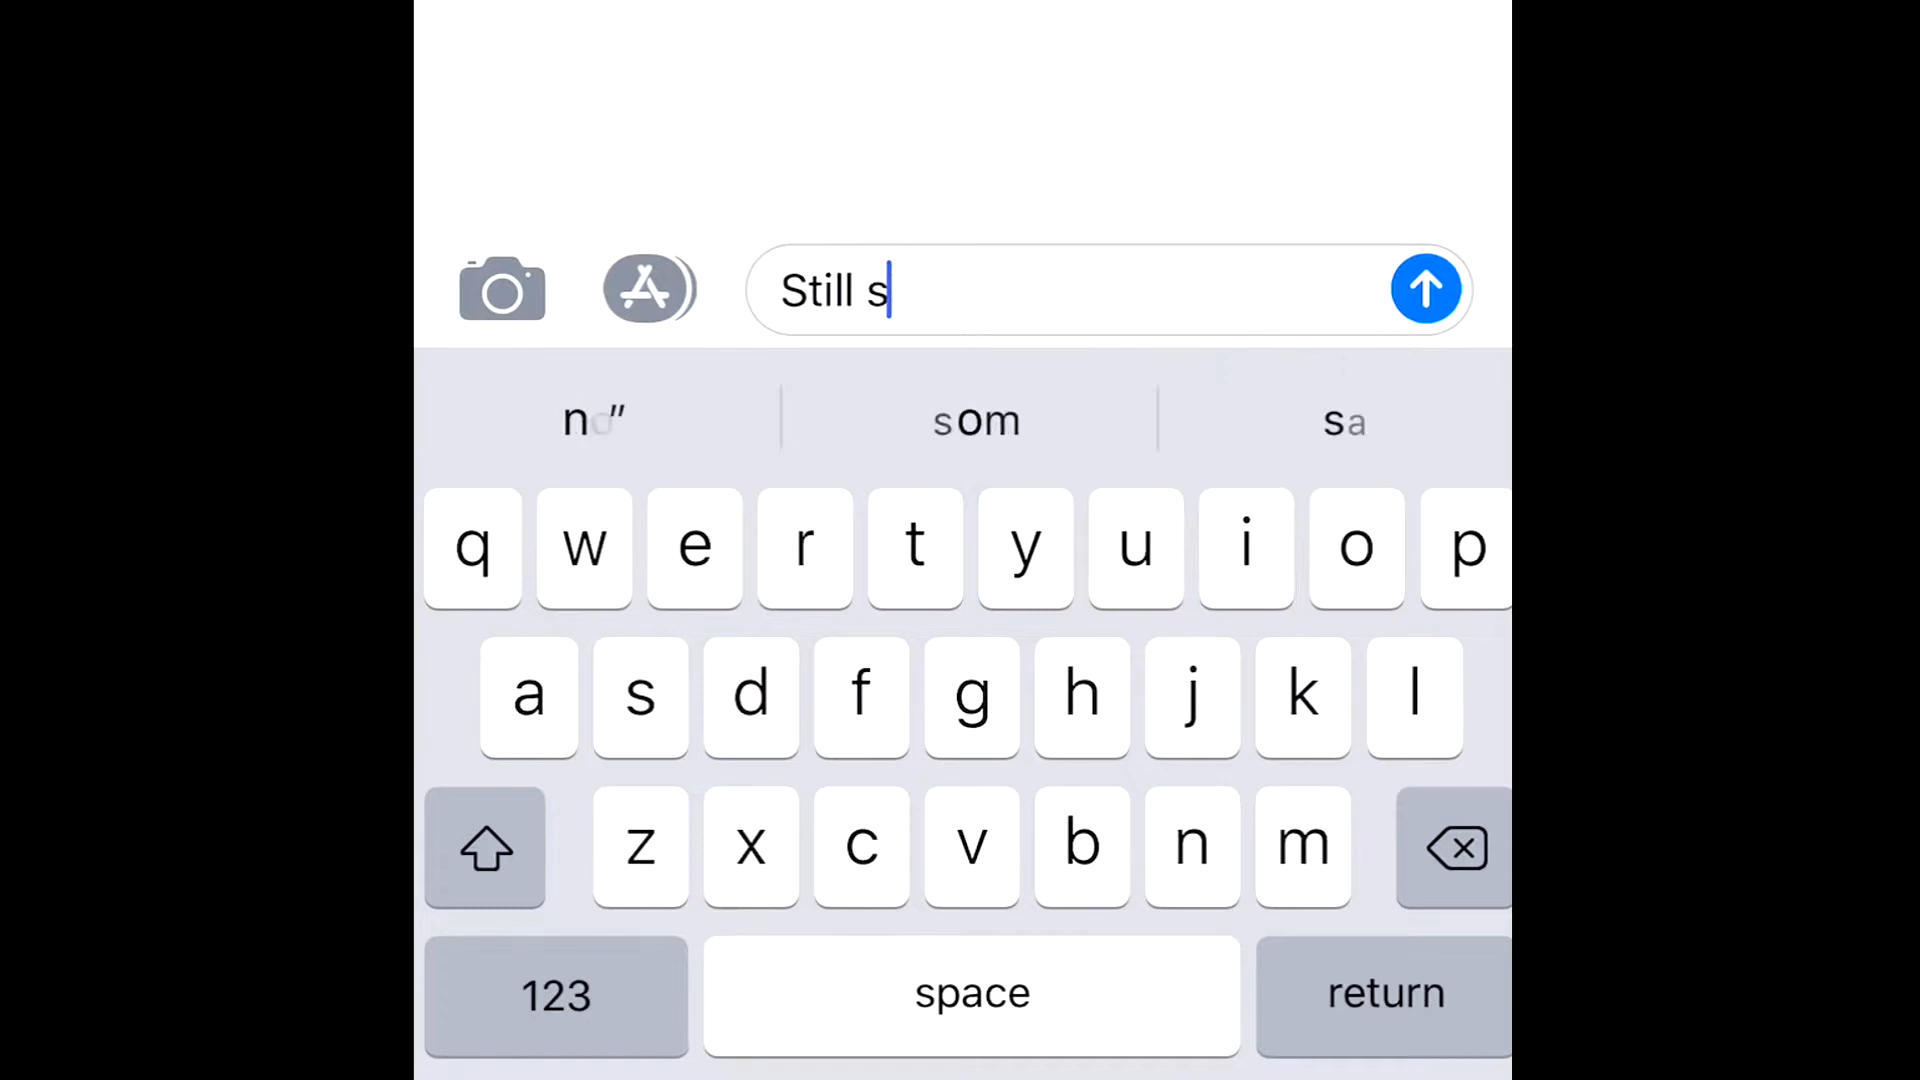 Still s
som
sa
q w e r t y u i o p
a s d f g h j k l
z x c v b n m
123 space return